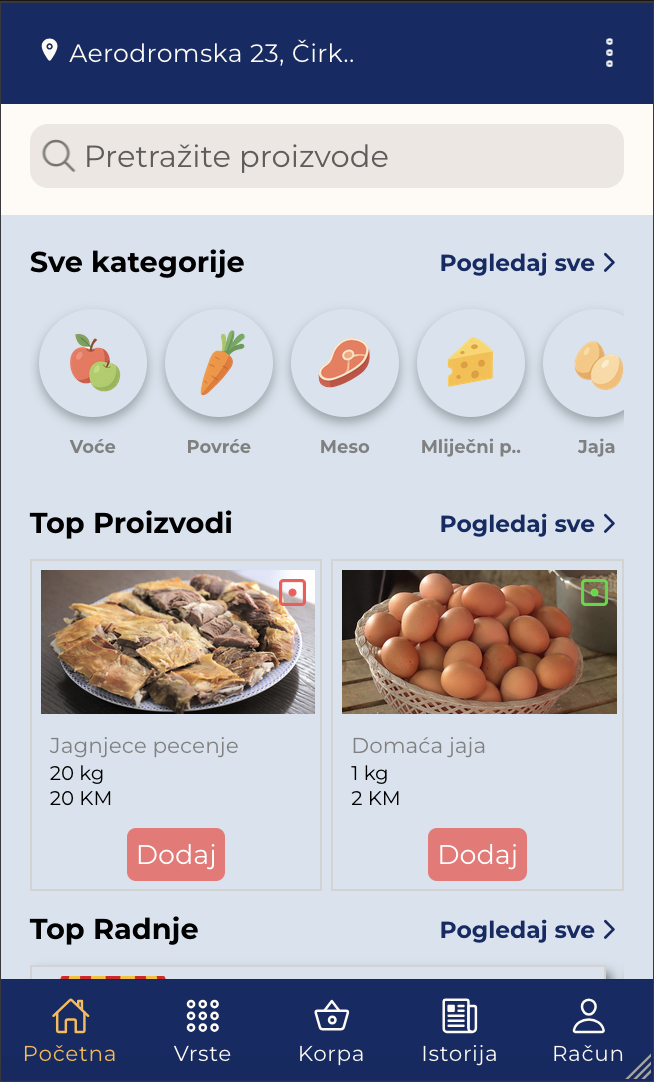 Aerodromska 23, Čirk..
Pretražite proizvode
Sve kategorije
Pogledaj sve
Voće
Povrće
Meso
Mliječni p..
Jaja
Top Proizvodi
Pogledaj sve
Jagnjece pecenje
20 kg
20 KM
Dodaj
Domaća jaja
1 kg
2 KM
Dodaj
Top Radnje
Pogledaj sve
Početna
Vrste
Korpa
Istorija
Račun